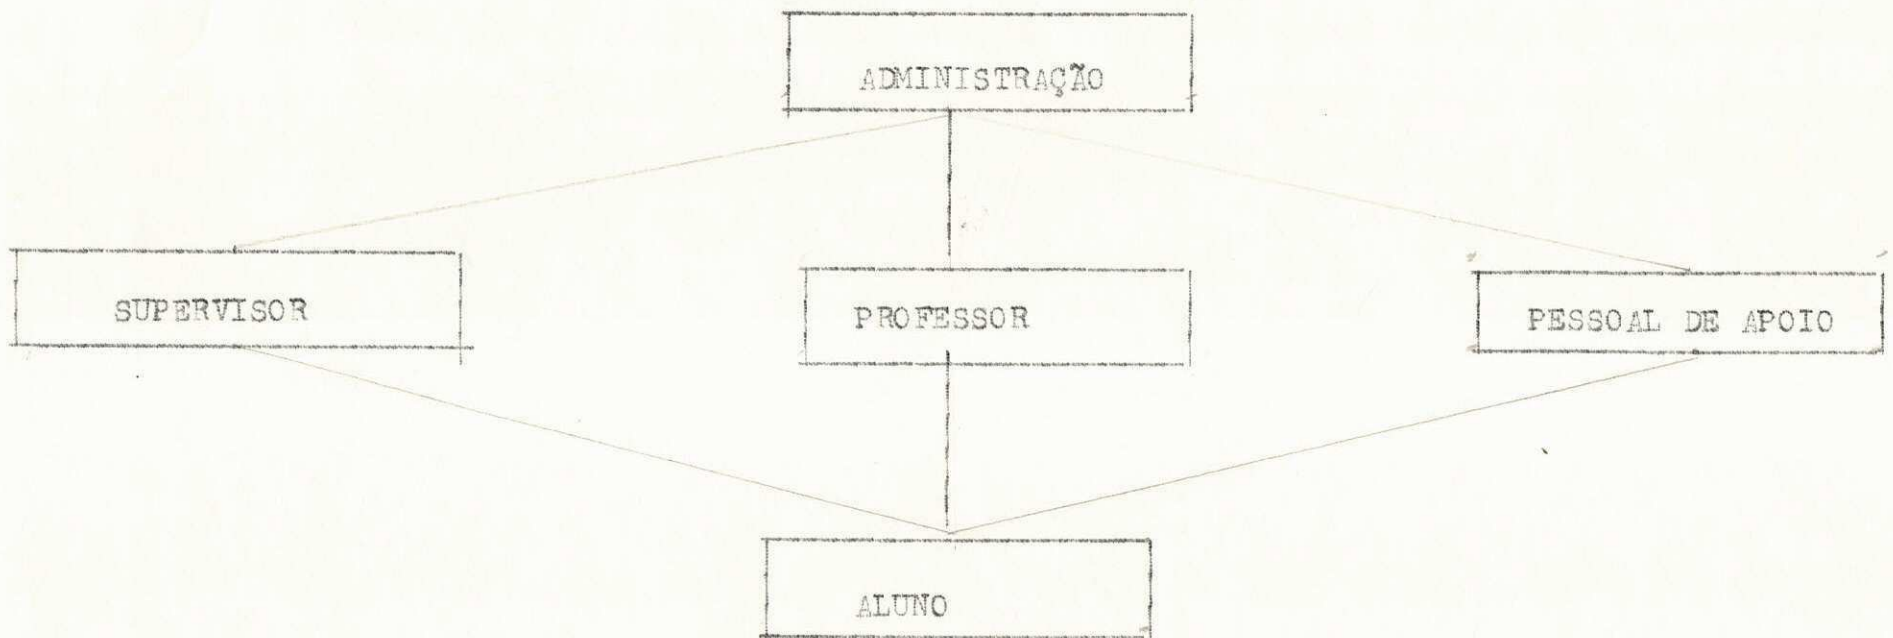 ADMINISTRAÇÃO
SUPERVISOR
PROFESSOR
PESSOAL DE APOIO
ALUNO